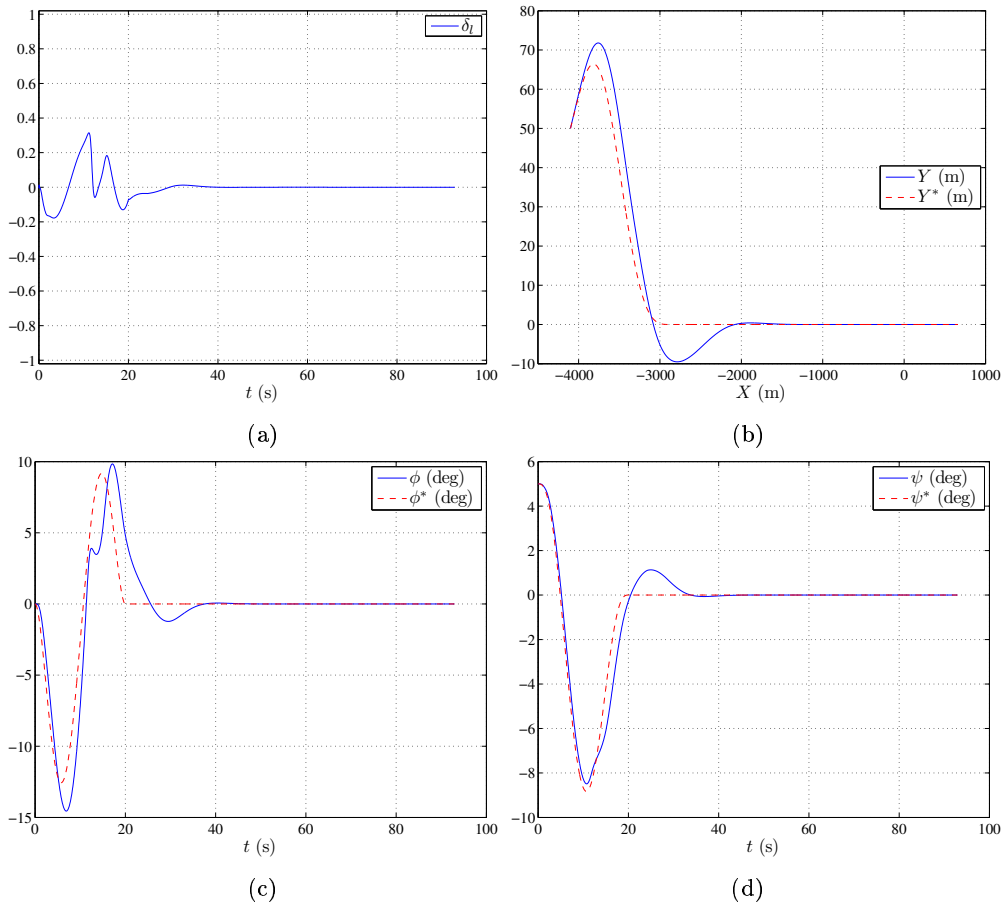 δ_l
1
0.8
0.6
0.4
0.2
0
−0.2
−0.4
−0.6
−0.8
−1
0 20 40 60 80 100
t (s)
(a)
Y (m)
Y* (m)
80
70
60
50
40
30
20
10
0
−10
−4000 −3000 −2000 −1000 0 1000
X (m)
(b)
φ (deg)
φ* (deg)
10
5
0
−5
−10
−15
0 20 40 60 80 100
t (s)
(c)
ψ (deg)
ψ* (deg)
6
4
2
0
−2
−4
−6
−8
−10
0 20 40 60 80 100
t (s)
(d)